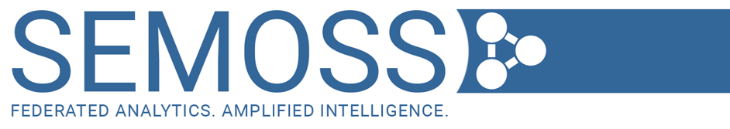 SEMOSS
FEDERATED ANALYTICS. AMPLIFIED INTELLIGENCE.